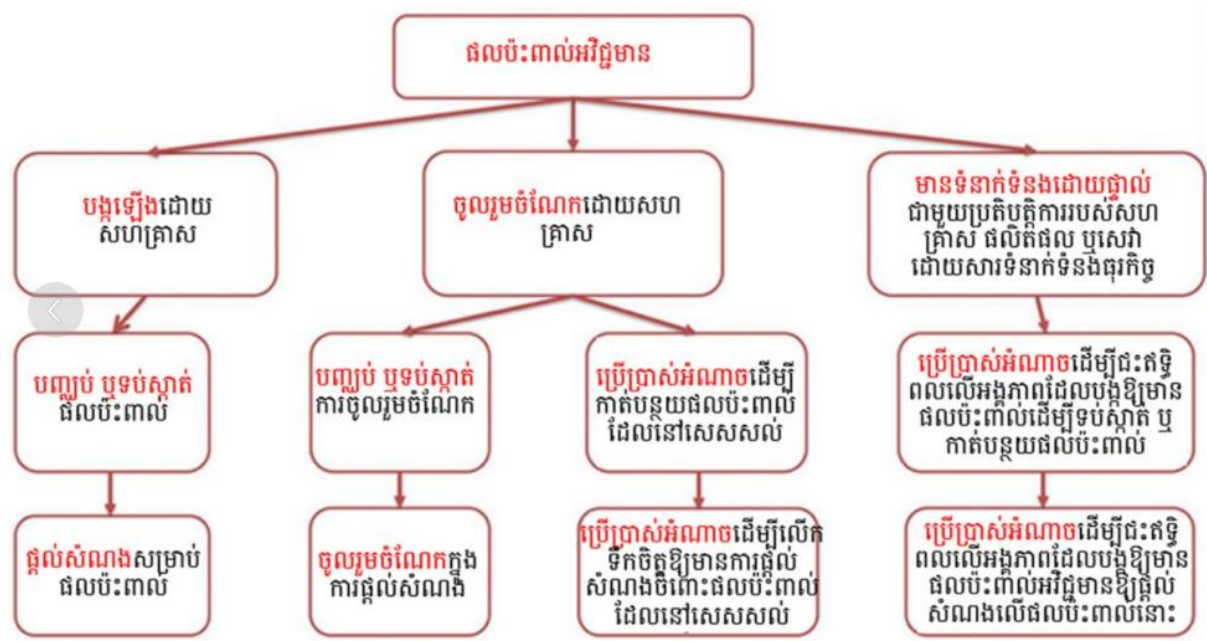 ផលប៉ះពាល់អវិជ្ជមាន
បង្កឡើងដោយ
សហគ្រាស
ចូលរួមចំណែកដោយសហ
គ្រាស
មានទំនាក់ទំនងដោយផ្ទាល់
ជាមួយប្រតិបត្តិការរបស់សហ
គ្រាស ផលិតផល ឬសេវា
ដោយសារទំនាក់ទំនងធុរកិច្ច
បញ្ឈប់ ឬទប់ស្កាត់
ផលប៉ះពាល់
បញ្ឈប់ ឬទប់ស្កាត់
ការចូលរួមចំណែក
ប្រើប្រាស់អំណាចដើម្បី
កាត់បន្ថយផលប៉ះពាល់
ដែលនៅសេសសល់
ប្រើប្រាស់អំណាចដើម្បីជះឥទ្ធិ
ពលលើអង្គភាពដែលបង្កឱ្យមាន
ផលប៉ះពាល់ដើម្បីទប់ស្កាត់ ឬ
កាត់បន្ថយផលប៉ះពាល់
ផ្តល់សំណងសម្រាប់
ផលប៉ះពាល់
ចូលរួមចំណែកក្នុង
ការផ្តល់សំណង
ប្រើប្រាស់អំណាចដើម្បីលើក
ទឹកចិត្តឱ្យមានការផ្តល់
សំណងចំពោះផលប៉ះពាល់
ដែលនៅសេសសល់
ប្រើប្រាស់អំណាចដើម្បីជះឥទ្ធិ
ពលលើអង្គភាពដែលបង្កឱ្យមាន
ផលប៉ះពាល់អវិជ្ជមានឱ្យផ្តល់
សំណងលើផលប៉ះពាល់នោះ